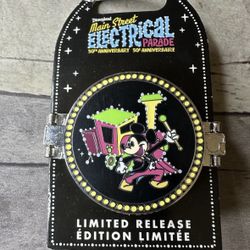 Disneyland
Main Street
ELECTRICAL
PARADE
50TH ANNIVERSARY 50E ANNIVERSAIRE
LIMITED RELEASE
ÉDITION LIMITÉE